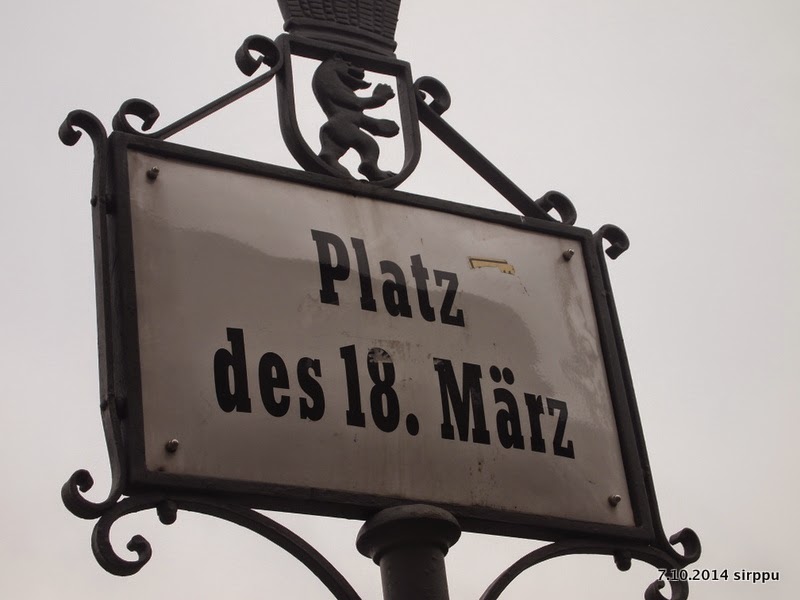 Platz
des 18. März
7.10.2014 sirppu